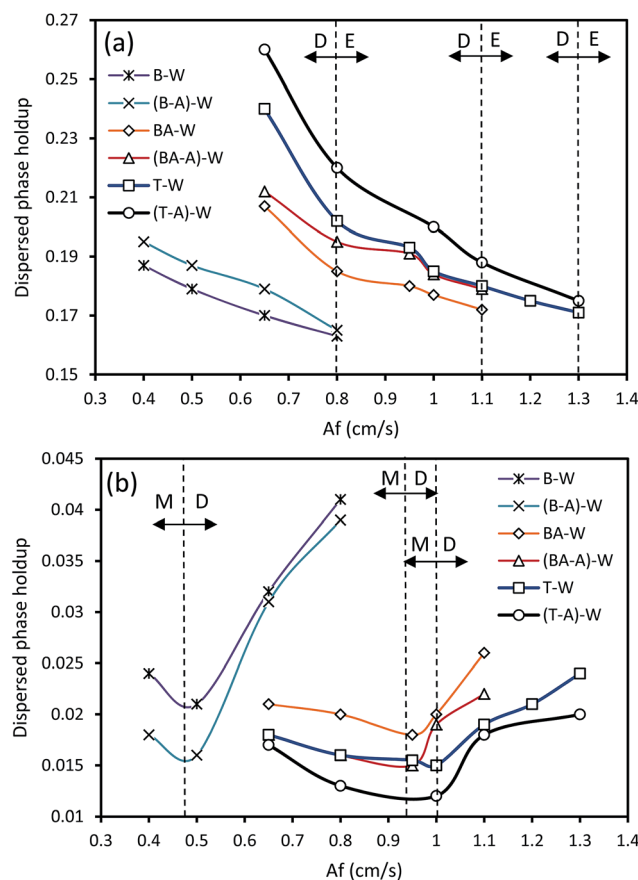 (a)
D E
D E
D E
B-W
(B-A)-W
BA-W
(BA-A)-W
T-W
(T-A)-W
Dispersed phase holdup
0.27
0.25
0.23
0.21
0.19
0.17
0.15
0.3 0.4 0.5 0.6 0.7 0.8 0.9 1 1.1 1.2 1.3 1.4
Af (cm/s)
(b)
M D
M D
M D
B-W
(B-A)-W
BA-W
(BA-A)-W
T-W
(T-A)-W
Dispersed phase holdup
0.045
0.04
0.035
0.03
0.025
0.02
0.015
0.01
0.3 0.4 0.5 0.6 0.7 0.8 0.9 1 1.1 1.2 1.3 1.4
Af (cm/s)